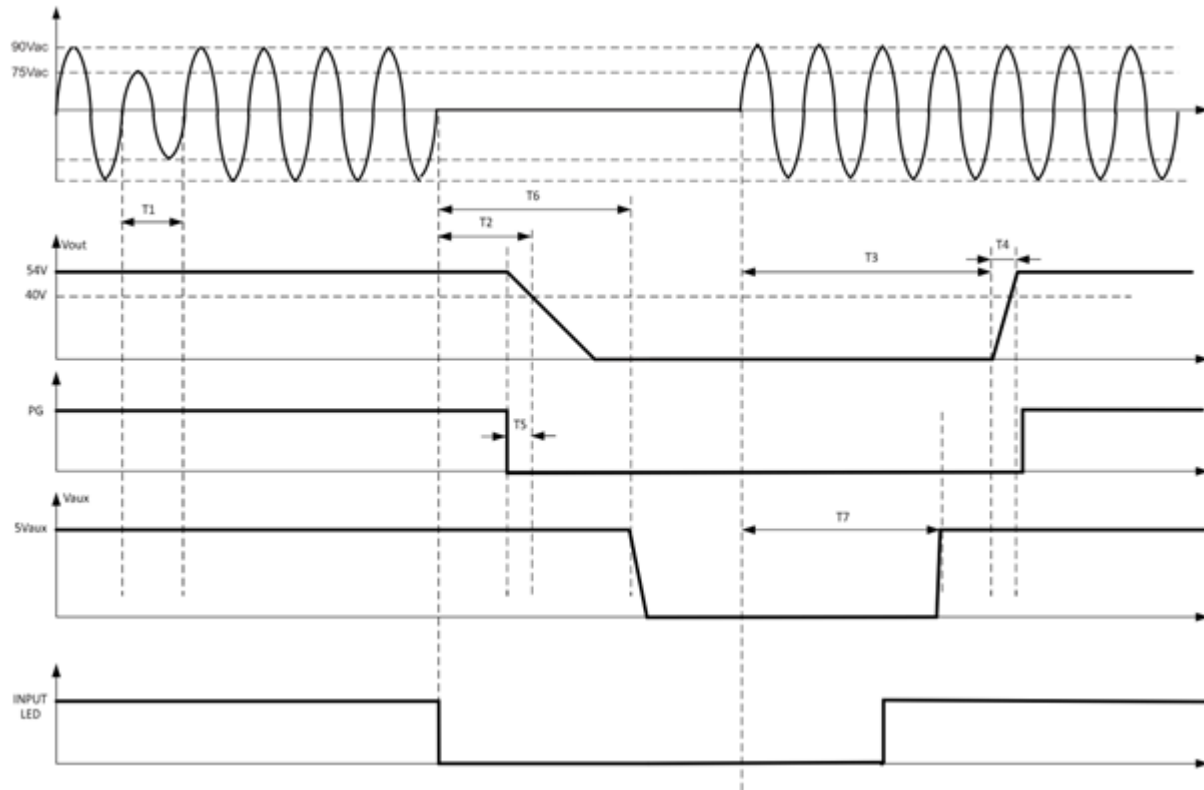 90Vac
75Vac
T1
T6
T2
Vout
54V
40V
T3
T4
PG
T5
Vaux
5Vaux
T7
INPUT
LED